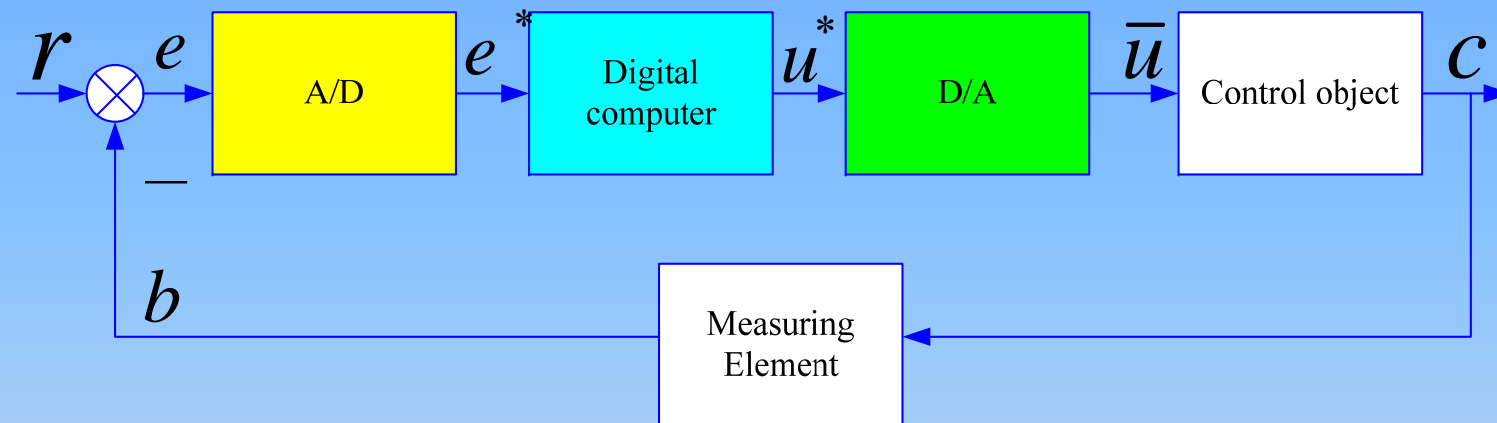 r
e
A/D
e*
Digital
computer
u*
D/A
u̅
Control object
c
−
b
Measuring
Element